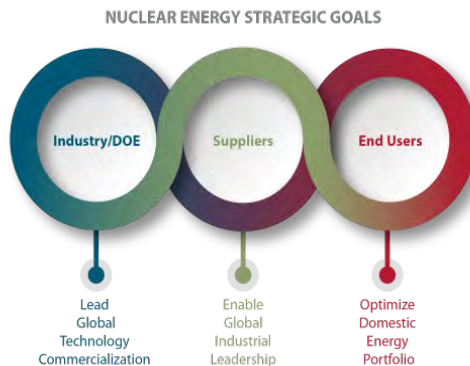 NUCLEAR ENERGY STRATEGIC GOALS
Industry/DOE
Suppliers
End Users
Lead
Global
Technology
Commercialization
Enable
Global
Industrial
Leadership
Optimize
Domestic
Energy
Portfolio